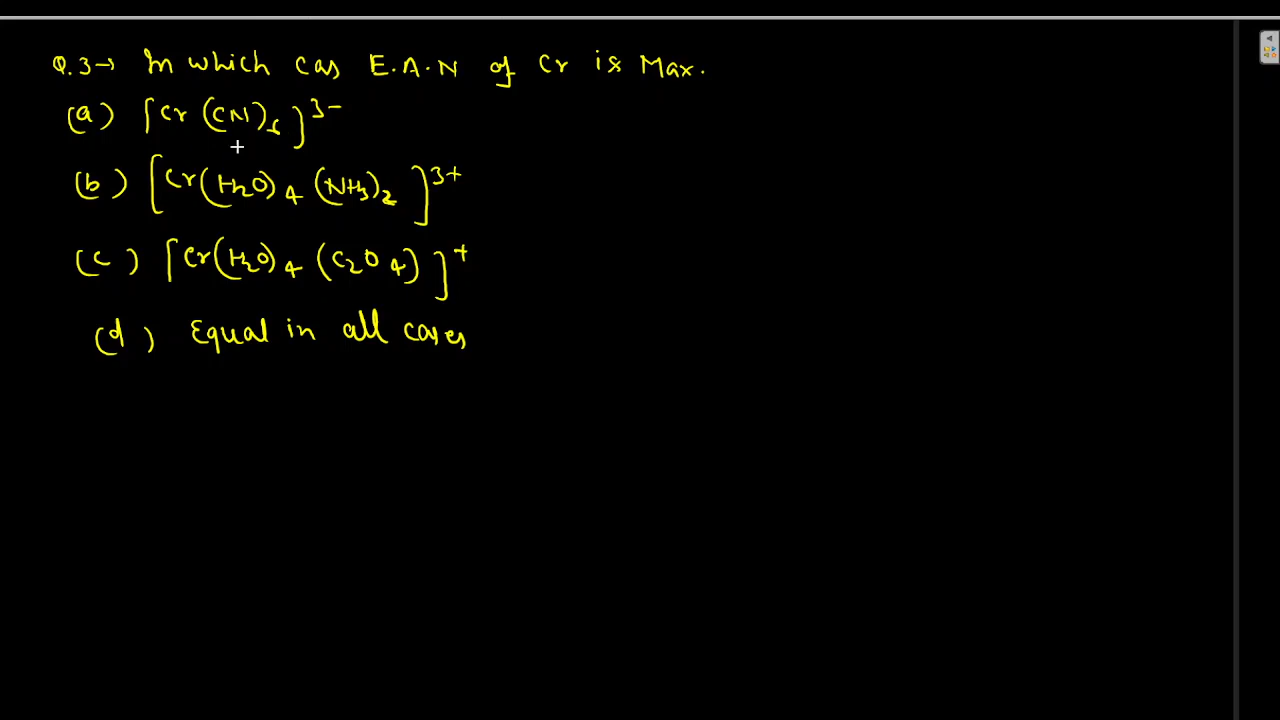 Q.3→ In which cas E.A.N of Cr is Max.
(a) [Cr(CN)6]3-
(b) [Cr(H2O)4(NH3)2]3+
(c) [Cr(H2O)4(C2O4)]+
(d) Equal in all cases